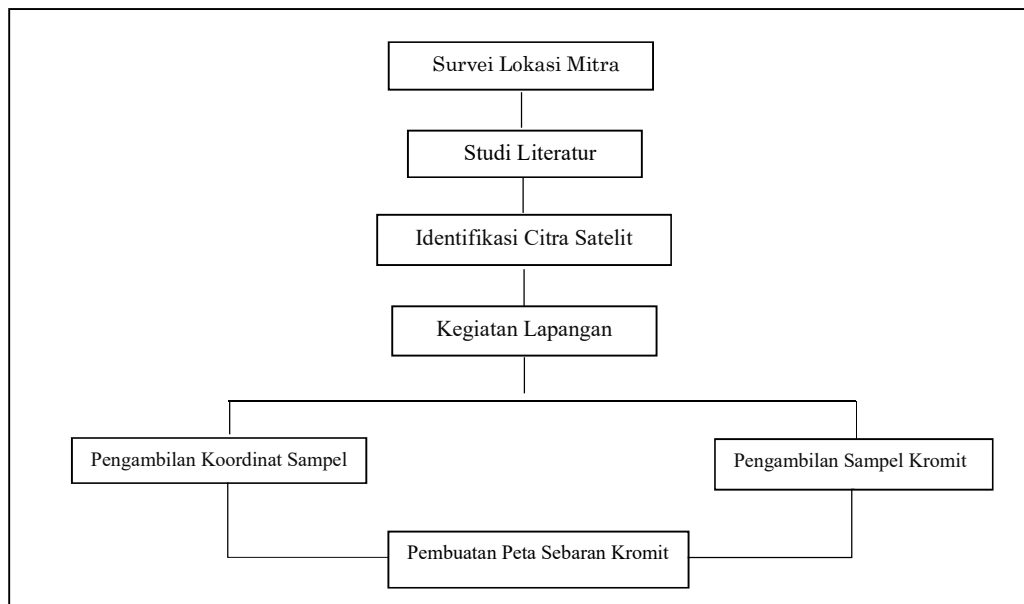 Survei Lokasi Mitra
Studi Literatur
Identifikasi Citra Satelit
Kegiatan Lapangan
Pengambilan Koordinat Sampel
Pengambilan Sampel Kromit
Pembuatan Peta Sebaran Kromit